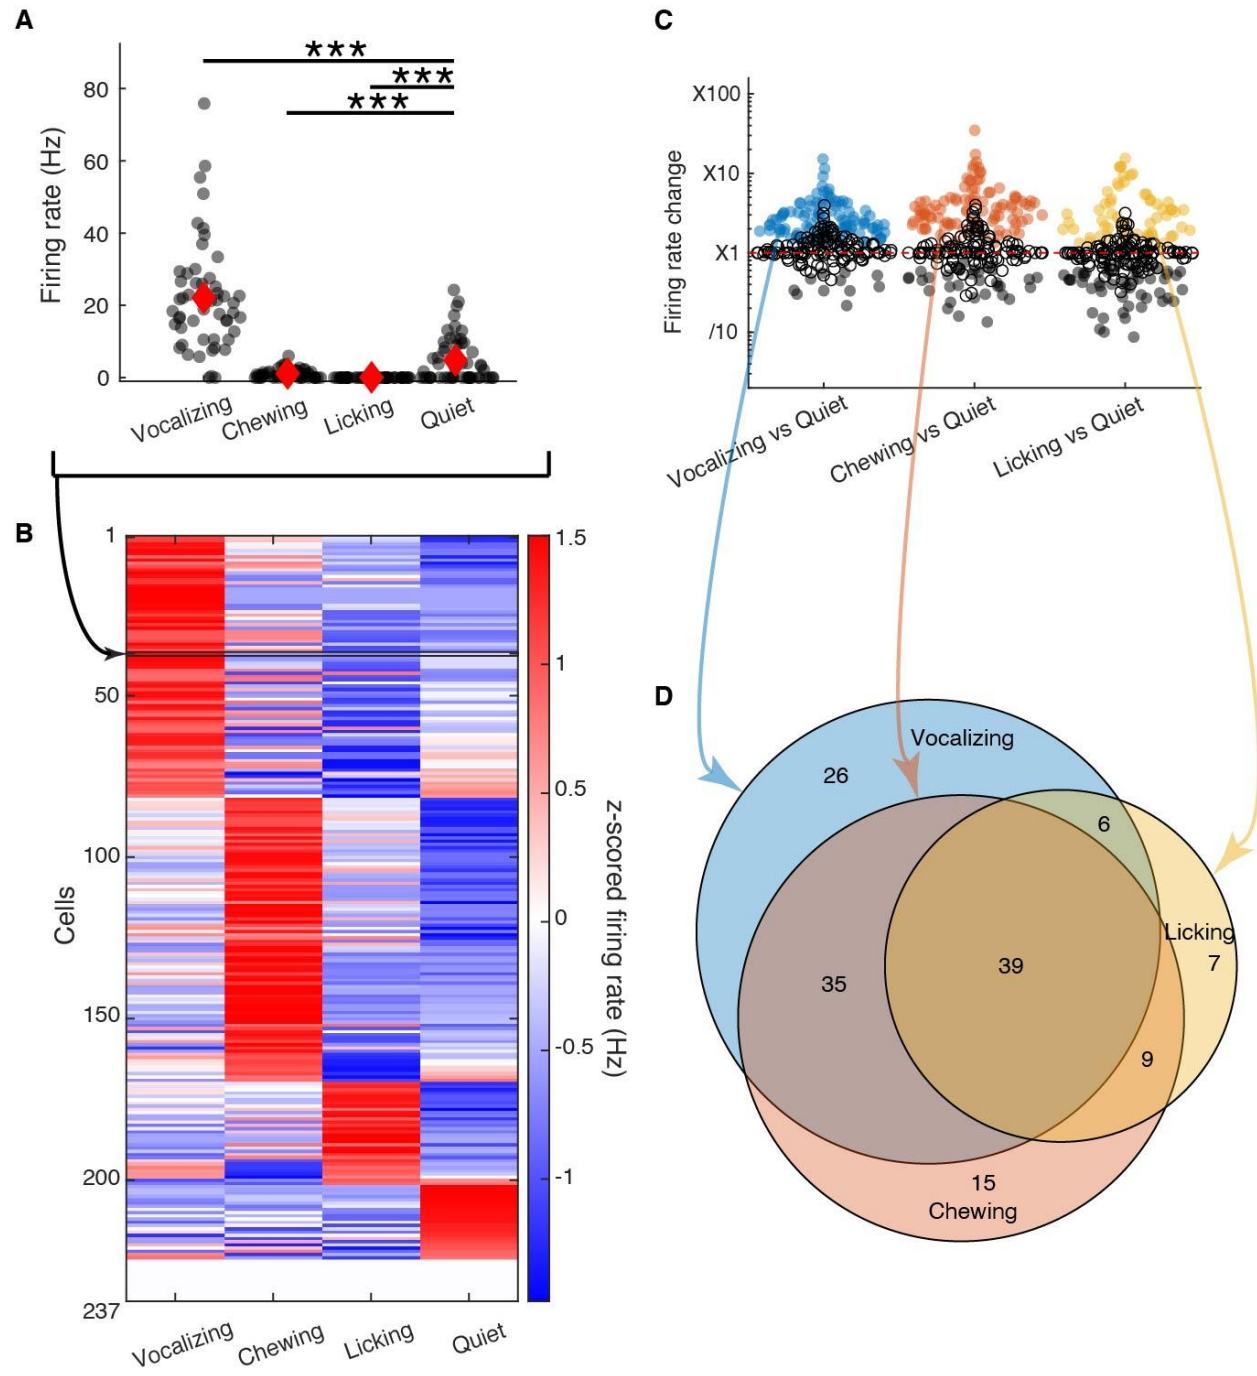 A
***
***
***
80
60
40
20
0
Firing rate (Hz)
Vocalizing
Chewing
Licking
Quiet
B
1
50
100
150
200
237
Cells
Vocalizing
Chewing
Licking
Quiet
1.5
1
0.5
0
-0.5
-1
z-scored firing rate (Hz)
C
X100
X10
X1
/10
Firing rate change
Vocalizing vs Quiet
Chewing vs Quiet
Licking vs Quiet
D
Vocalizing
26
6
Licking
7
39
35
9
15
Chewing